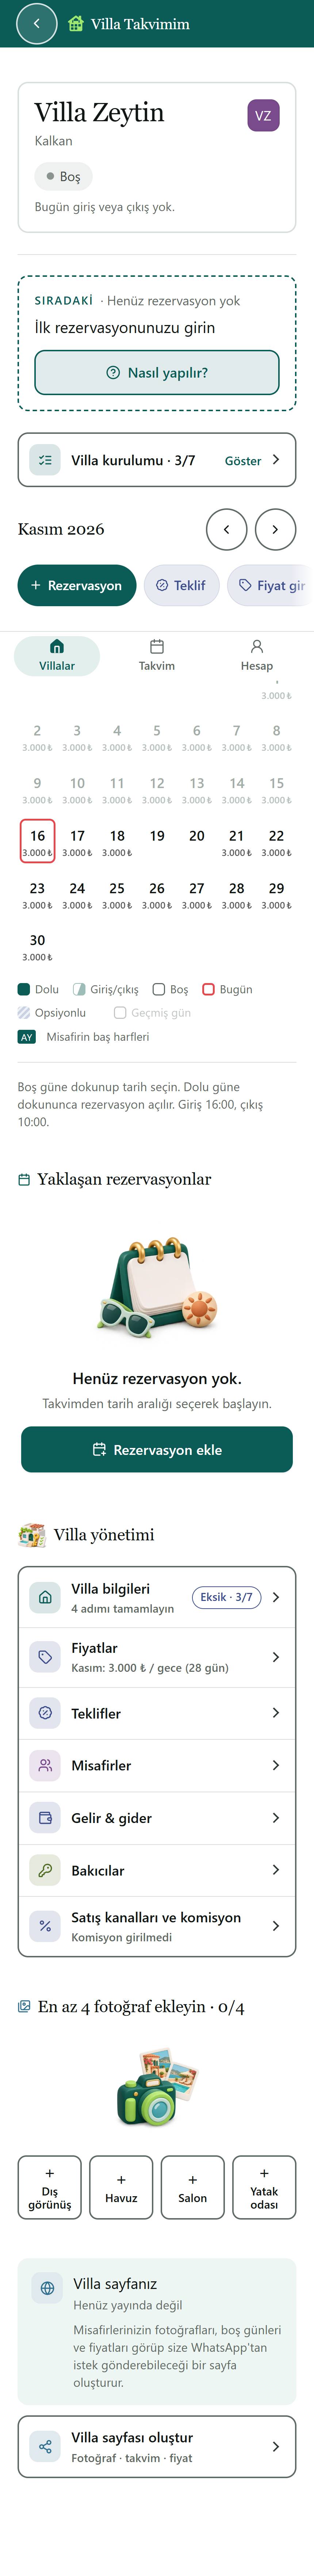 Villa Takvimim
Villa Zeytin
VZ
Kalkan
Boş
Bugün giriş veya çıkış yok.
SIRADAKİ · Henüz rezervasyon yok
İlk rezervasyonunuzu girin
Nasıl yapılır?
Villa kurulumu · 3/7 Göster
Kasım 2026
Rezervasyon Teklif Fiyat gir
Villalar Takvim Hesap
3.000 ₺
2 3 4 5 6 7 8
3.000 ₺ 3.000 ₺ 3.000 ₺ 3.000 ₺ 3.000 ₺ 3.000 ₺ 3.000 ₺
9 10 11 12 13 14 15
3.000 ₺ 3.000 ₺ 3.000 ₺ 3.000 ₺ 3.000 ₺ 3.000 ₺ 3.000 ₺
16 17 18 19 20 21 22
3.000 ₺ 3.000 ₺ 3.000 ₺ 3.000 ₺ 3.000 ₺
23 24 25 26 27 28 29
3.000 ₺ 3.000 ₺ 3.000 ₺ 3.000 ₺ 3.000 ₺ 3.000 ₺ 3.000 ₺
30
3.000 ₺
Dolu Giriş/çıkış Boş Bugün
Opsiyonlu Geçmiş gün
AY Misafirin baş harfleri
Boş güne dokunup tarih seçin. Dolu güne
dokununca rezervasyon açılır. Giriş 16:00, çıkış
10:00.
Yaklaşan rezervasyonlar
Henüz rezervasyon yok.
Takvimden tarih aralığı seçerek başlayın.
Rezervasyon ekle
Villa yönetimi
Villa bilgileri
4 adımı tamamlayın
Eksik · 3/7
Fiyatlar
Kasım: 3.000 ₺ / gece (28 gün)
Teklifler
Misafirler
Gelir & gider
Bakıcılar
Satış kanalları ve komisyon
Komisyon girilmedi
En az 4 fotoğraf ekleyin · 0/4
Dış
görünüş
Havuz
Salon
Yatak
odası
Villa sayfanız
Henüz yayında değil
Misafirlerinizin fotoğrafları, boş günleri
ve fiyatları görüp size WhatsApp'tan
istek gönderebileceği bir sayfa
oluşturur.
Villa sayfası oluştur
Fotoğraf · takvim · fiyat